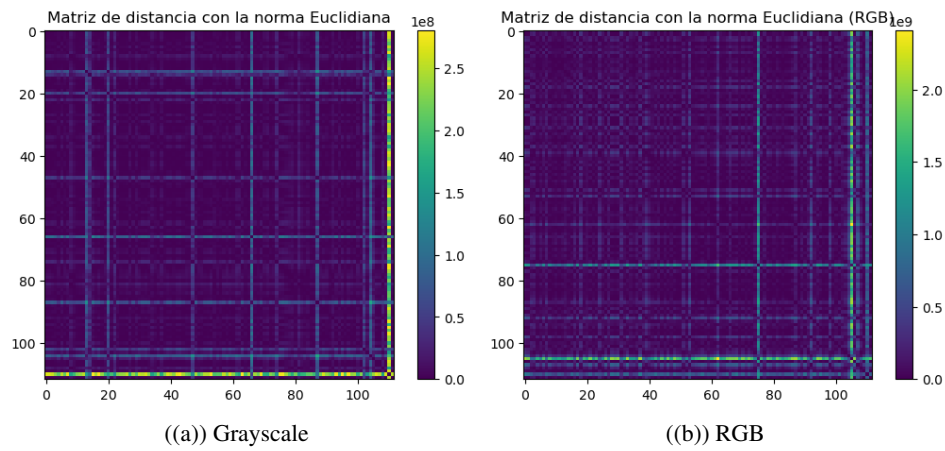 Matriz de distancia con la norma Euclidiana
1e8
0
20
40
60
80
100
0 20 40 60 80 100
2.5
2.0
1.5
1.0
0.5
0.0
((a)) Grayscale
Matriz de distancia con la norma Euclidiana (RGB)
1e9
0
20
40
60
80
100
0 20 40 60 80 100
2.0
1.5
1.0
0.5
0.0
((b)) RGB